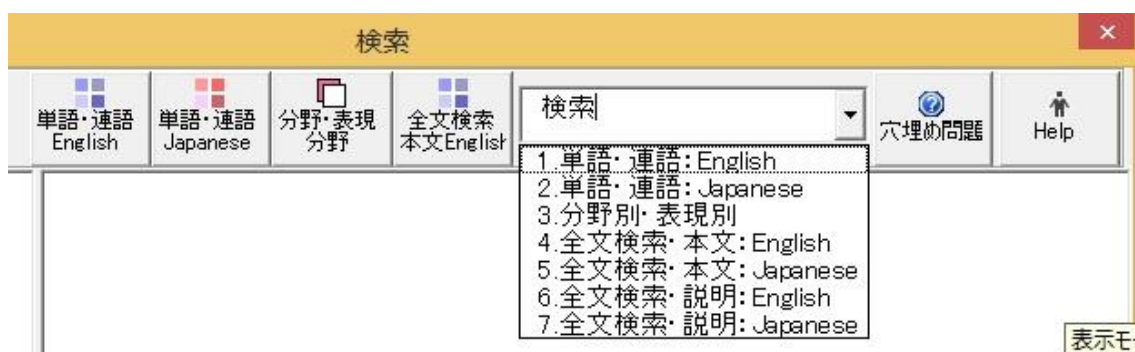 検索
単語・連語
English
単語・連語
Japanese
分野・表現
分野
全文検索
本文English
検索
穴埋め問題
Help
1.単語・連語:English
2.単語・連語:Japanese
3.分野別・表現別
4.全文検索・本文:English
5.全文検索・本文:Japanese
6.全文検索・説明:English
7.全文検索・説明:Japanese
表示モ